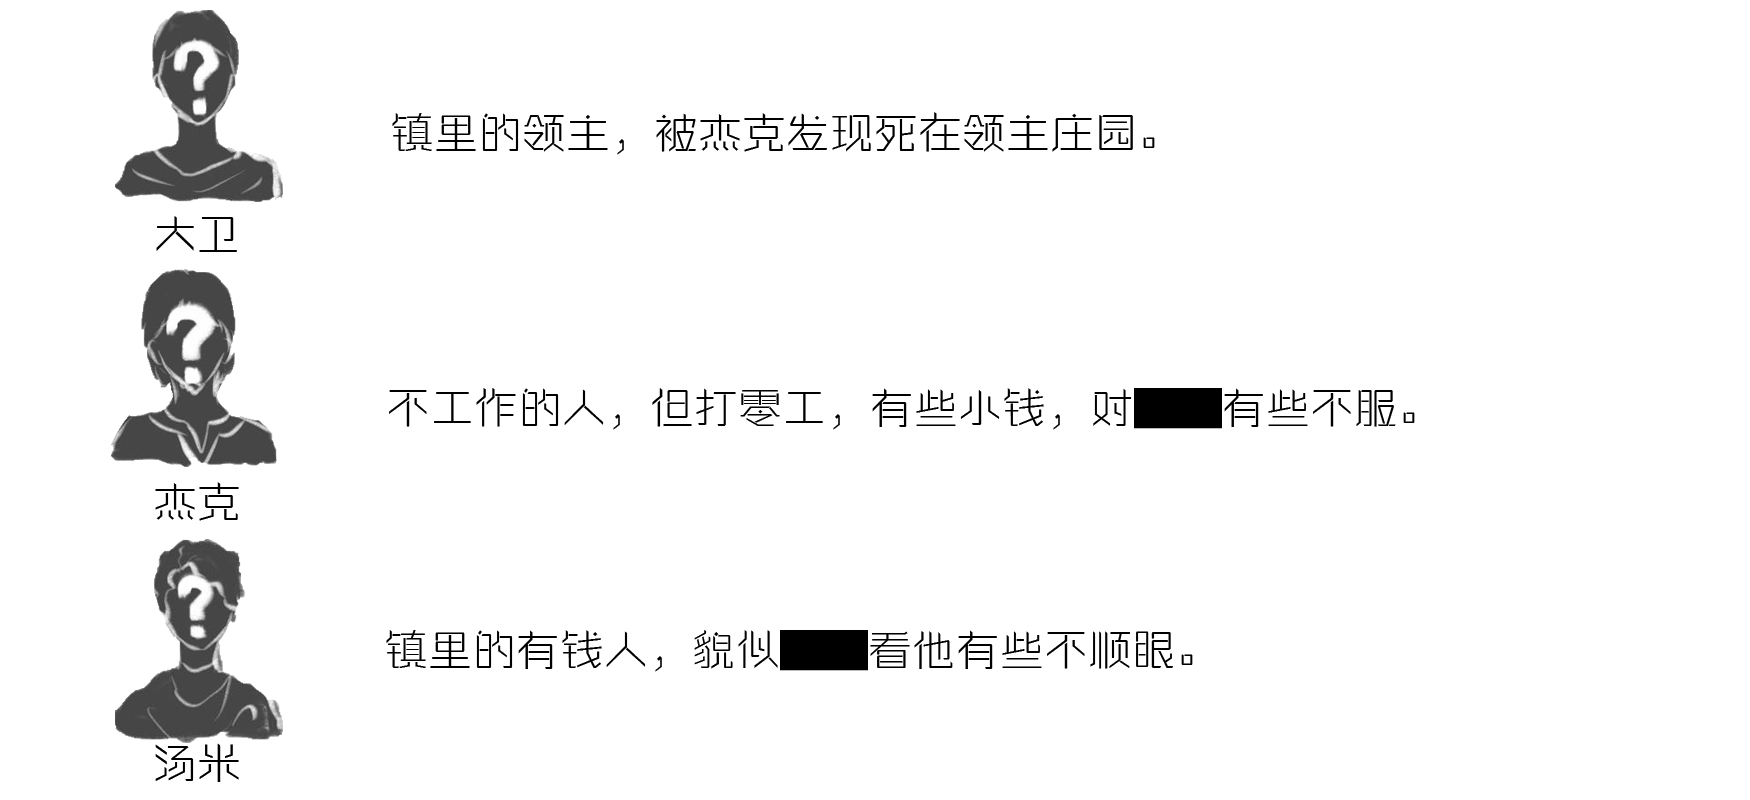 镇里的领主，被杰克发现死在领主庄园。
大卫
不工作的人，但打零工，有些小钱，对██有些不服。
杰克
镇里的有钱人，貌似██看他有些不顺眼。
汤米